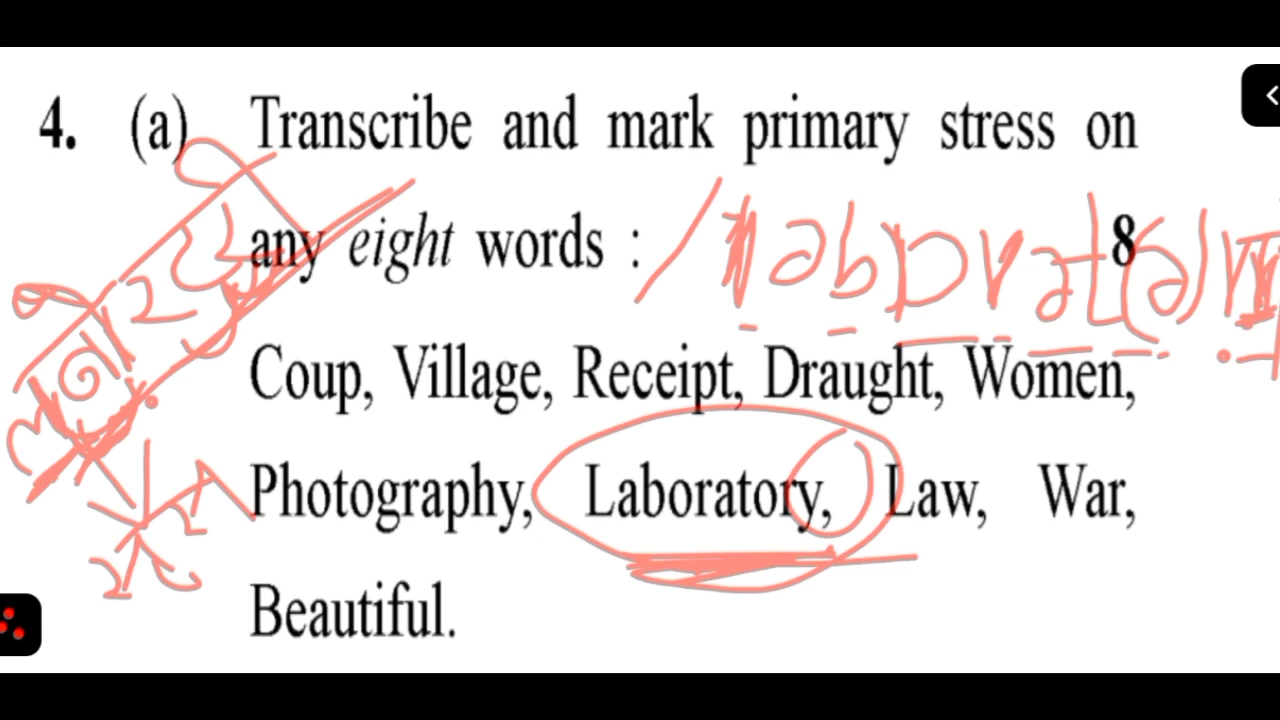 4. (a) Transcribe and mark primary stress on
any eight words : 8
Coup, Village, Receipt, Draught, Women,
Photography, Laboratory, Law, War,
Beautiful.